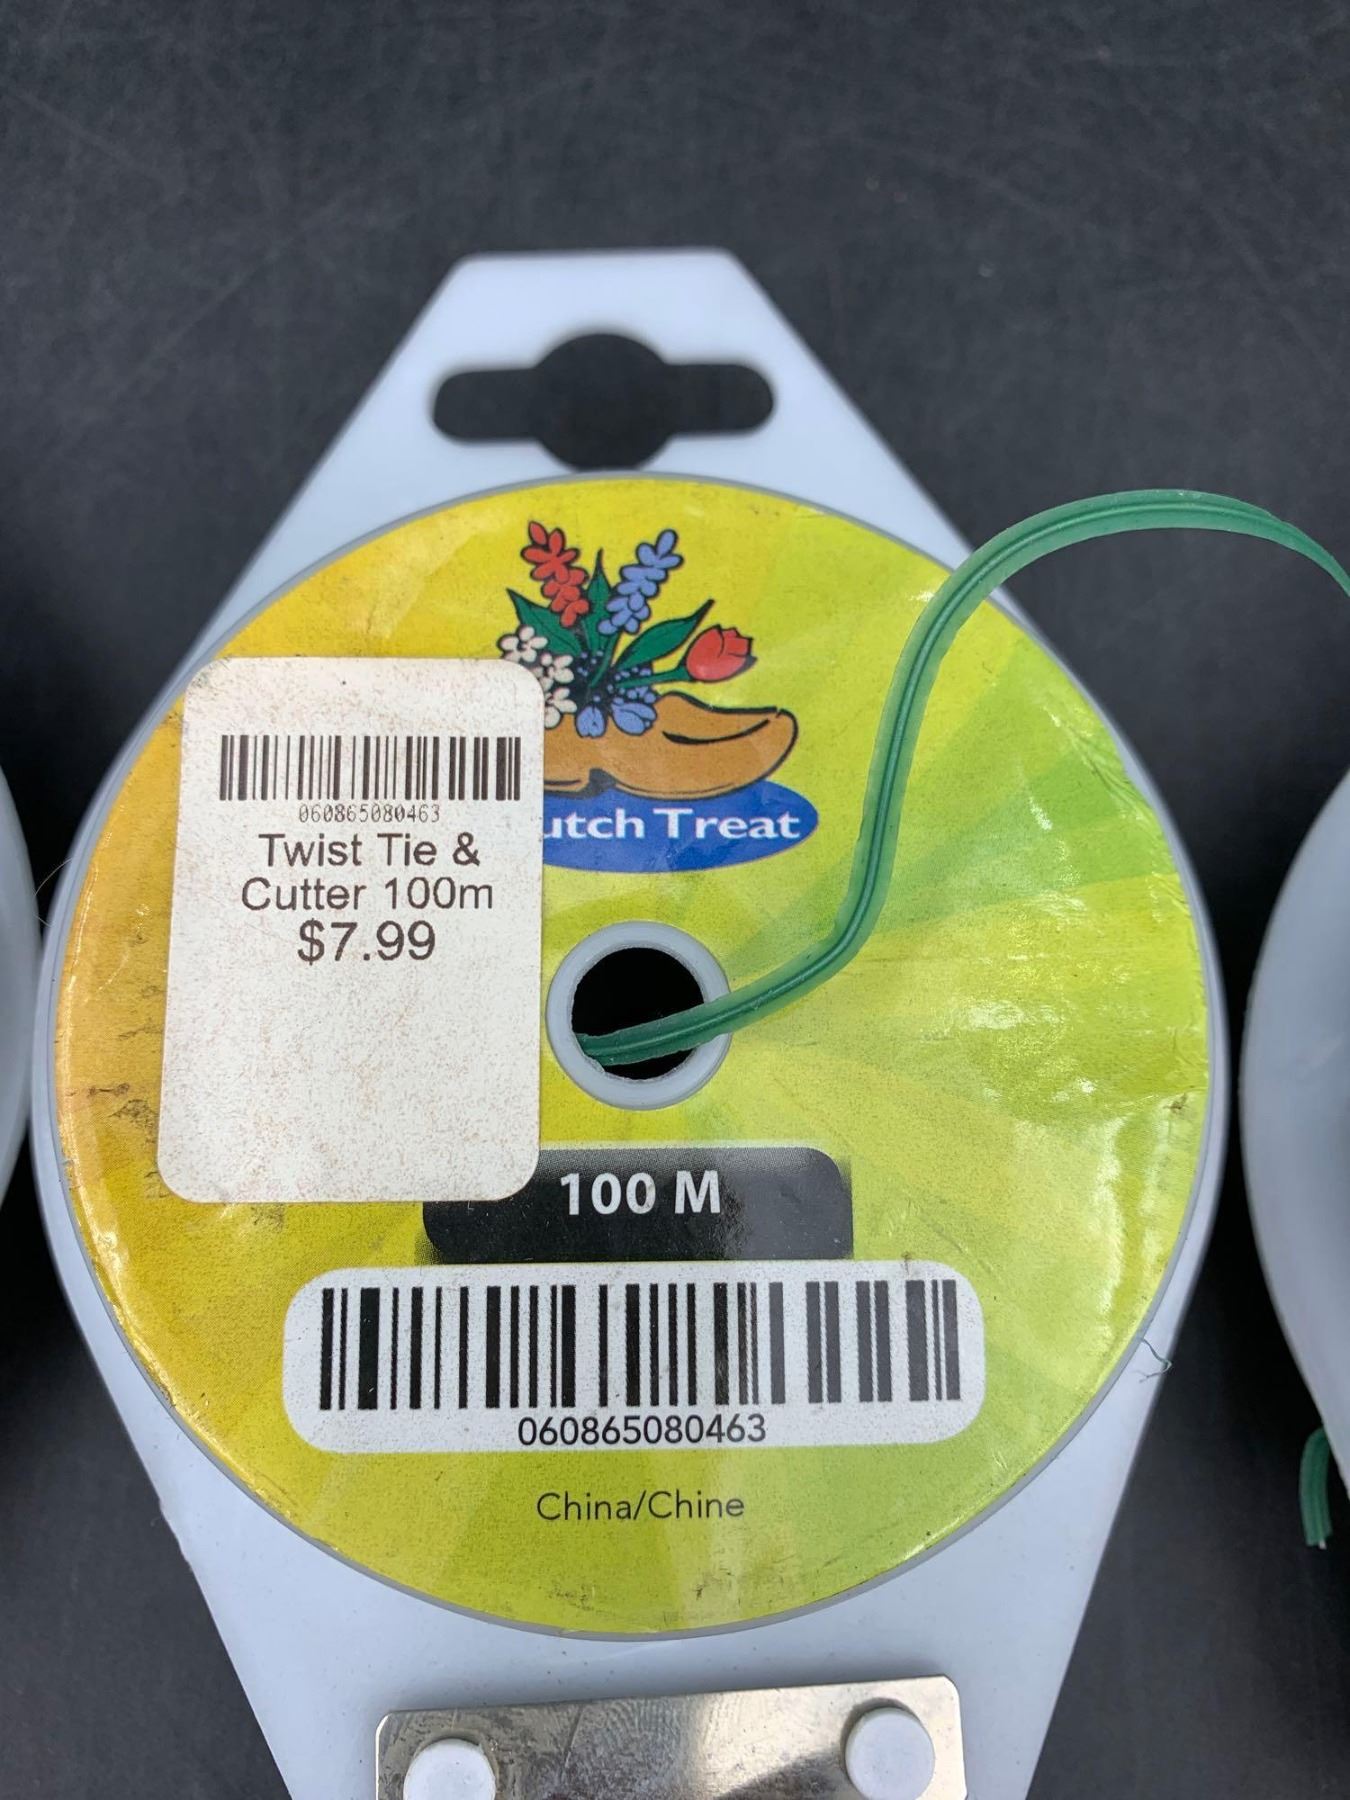 060865080463
Twist Tie &
Cutter 100m
$7.99
utch Treat
100 M
060865080463
China/Chine